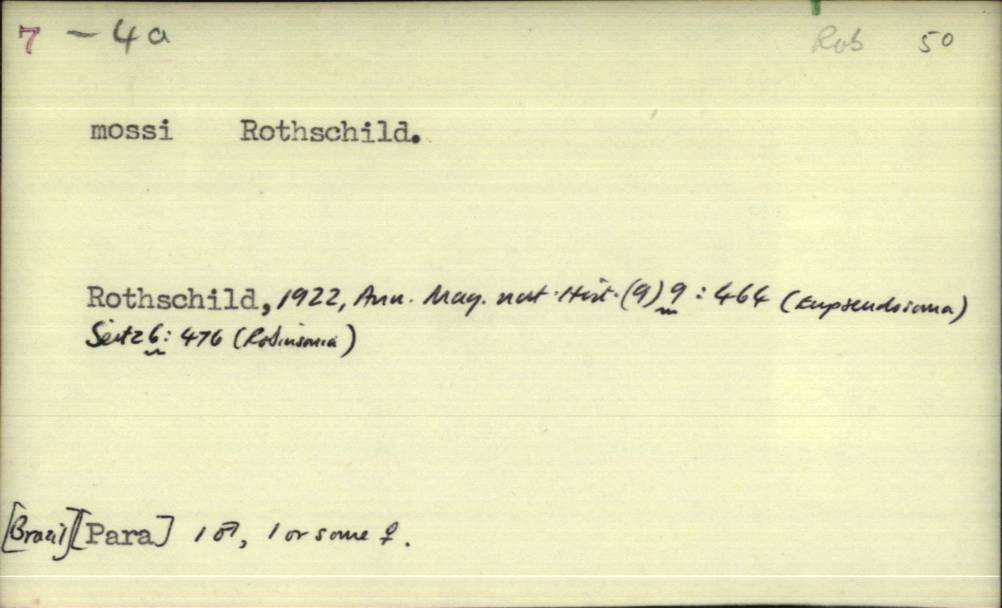 7 - 4a Rob 50
mossi Rothschild.
Rothschild, 1922, Ann. Mag. nat. Hist. (9) 9 : 464 (Eupseudosoma)
Seitz 6 : 476 (Robinsonia)
[Brazil] [Para] 1 ♂, 1 or some ♀.